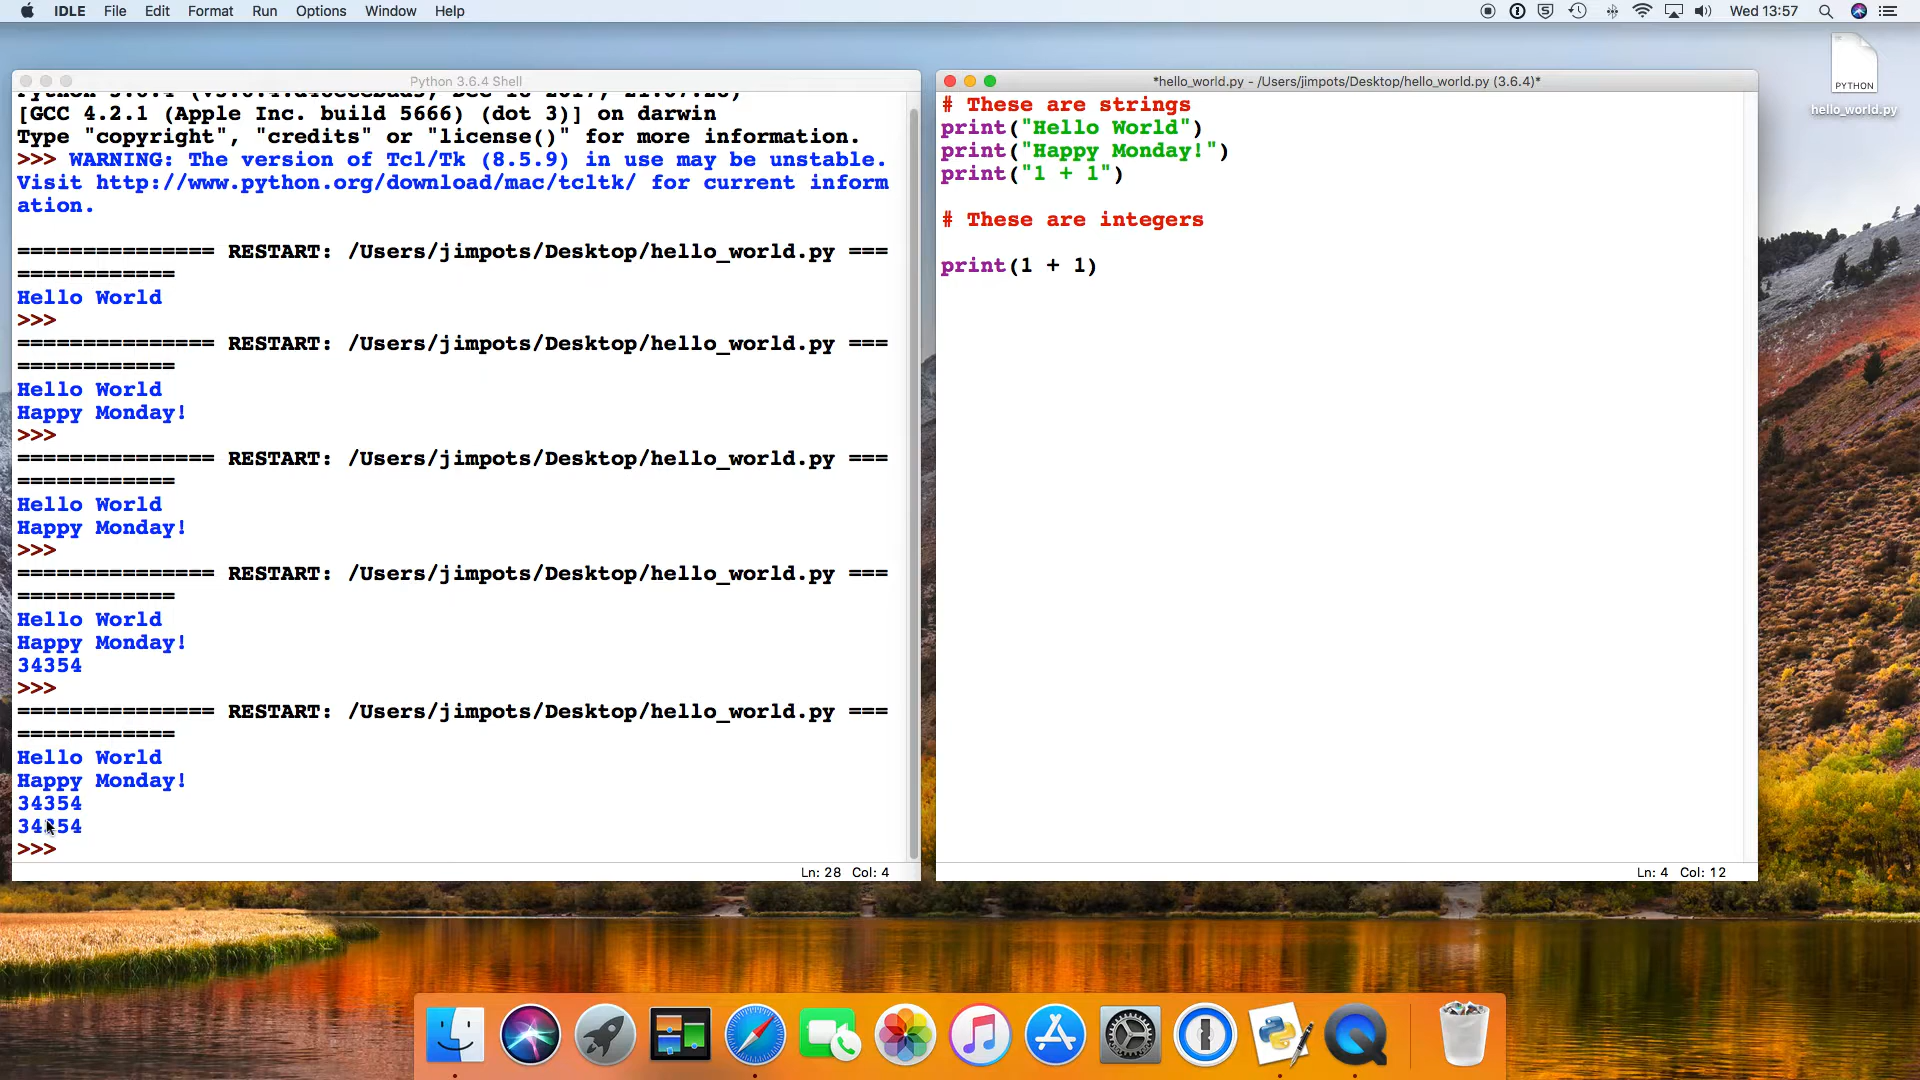 IDLE File Edit Format Run Options Window Help
Wed 13:57
Python 3.6.4 Shell
[GCC 4.2.1 (Apple Inc. build 5666) (dot 3)] on darwin
Type "copyright", "credits" or "license()" for more information.
>>> WARNING: The version of Tcl/Tk (8.5.9) in use may be unstable.
Visit http://www.python.org/download/mac/tcltk/ for current inform
ation.
=============== RESTART: /Users/jimpots/Desktop/hello_world.py ===
============
Hello World
>>>
=============== RESTART: /Users/jimpots/Desktop/hello_world.py ===
============
Hello World
Happy Monday!
>>>
=============== RESTART: /Users/jimpots/Desktop/hello_world.py ===
============
Hello World
Happy Monday!
>>>
=============== RESTART: /Users/jimpots/Desktop/hello_world.py ===
============
Hello World
Happy Monday!
34354
>>>
=============== RESTART: /Users/jimpots/Desktop/hello_world.py ===
============
Hello World
Happy Monday!
34354
34354
>>>
Ln: 28 Col: 4
*hello_world.py - /Users/jimpots/Desktop/hello_world.py (3.6.4)*
# These are strings
print("Hello World")
print("Happy Monday!")
print("1 + 1")
# These are integers
print(1 + 1)
Ln: 4 Col: 12
PYTHON
hello_world.py